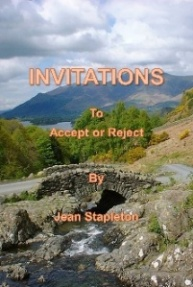 INVITATIONS
To
Accept or Reject
By
Jean Stapleton